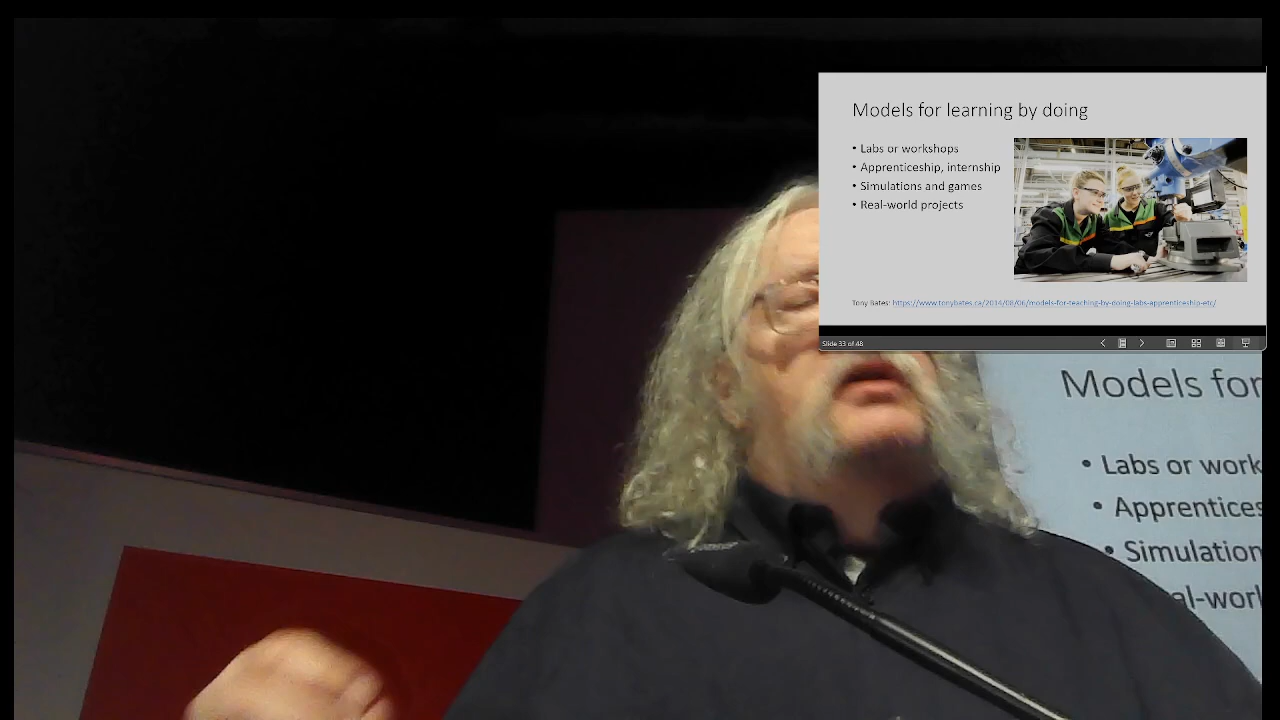 Models for learning by doing
• Labs or workshops
• Apprenticeship, internship
• Simulations and games
• Real-world projects
Tony Bates: https://www.tonybates.ca/2014/08/06/models-for-teaching-by-doing-labs-apprenticeship-etc/
Slide 33 of 48
Models for
• Labs or work
• Apprentices
• Simulation
al-worl